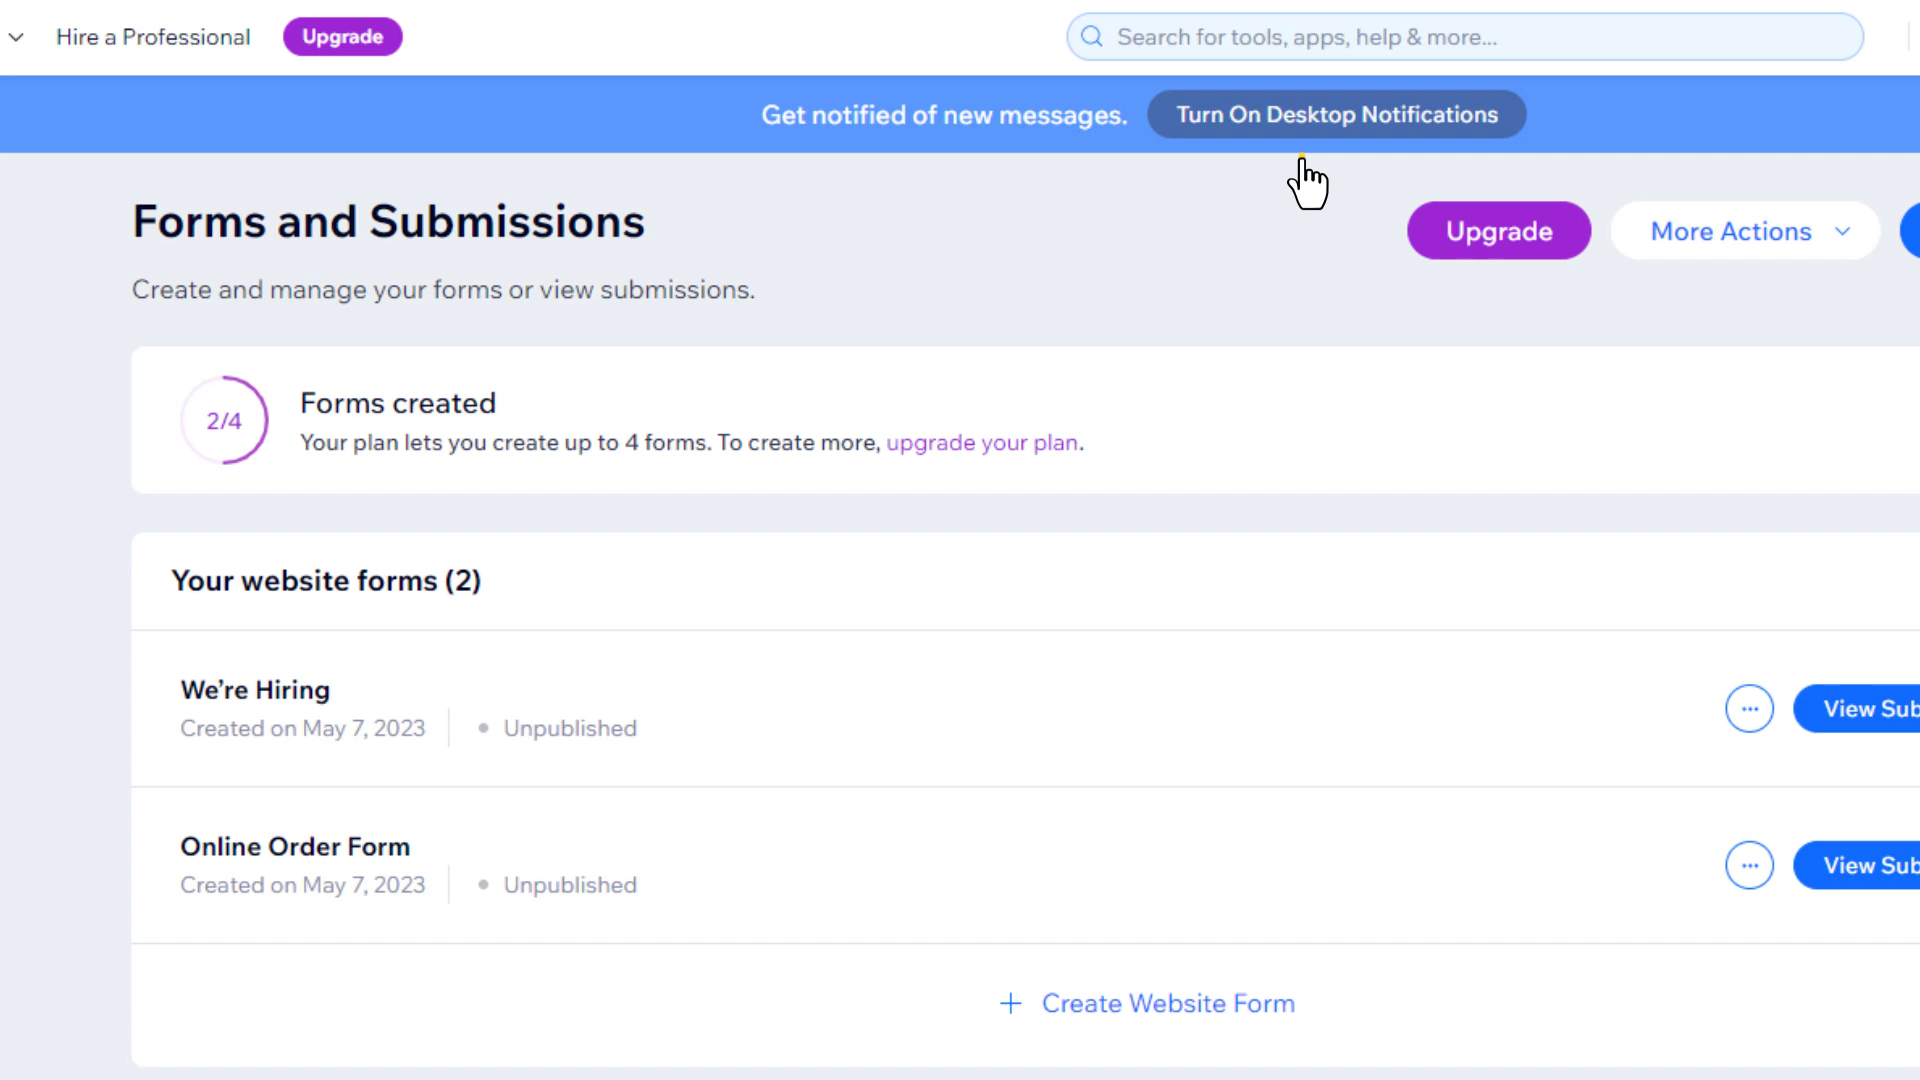 Hire a Professional Upgrade Search for tools, apps, help & more...
Get notified of new messages. Turn On Desktop Notifications
Forms and Submissions
Upgrade More Actions
Create and manage your forms or view submissions.
2/4
Forms created
Your plan lets you create up to 4 forms. To create more, upgrade your plan.
Your website forms (2)
We’re Hiring
Created on May 7, 2023 Unpublished
View Sub
Online Order Form
Created on May 7, 2023 Unpublished
View Sub
Create Website Form